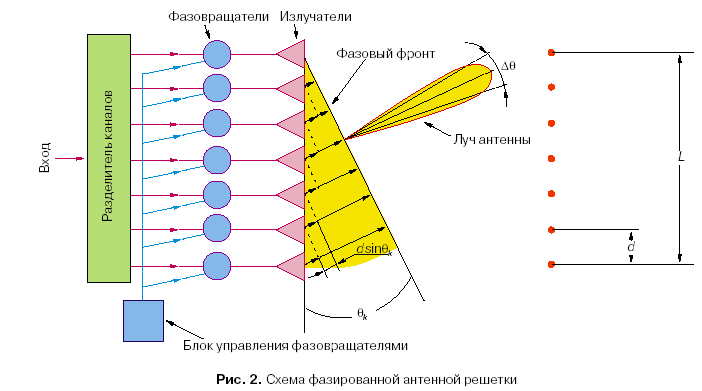 Фазовращатели
Излучатели
Фазовый фронт
Δθ
Луч антенны
Вход
Разделитель каналов
L
d
dsinθk
θk
Блок управления фазовращателями
Рис. 2. Схема фазированной антенной решетки